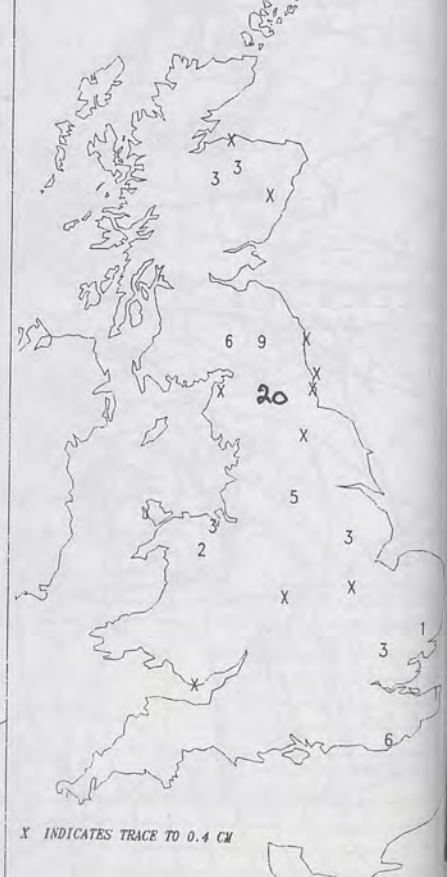 X
3 3
X
6 9 X
X
X 20 X
X
5
3 3
2
X X
1
3
X
6
X INDICATES TRACE TO 0.4 CM